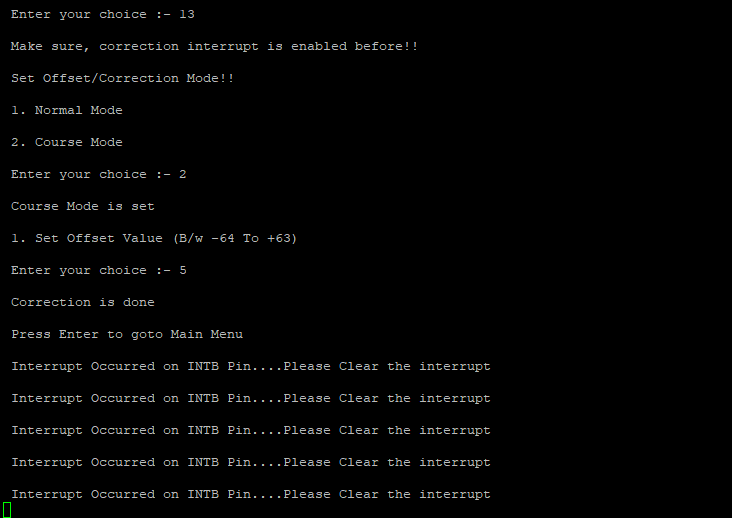 Enter your choice :- 13
Make sure, correction interrupt is enabled before!!
Set Offset/Correction Mode!!
1. Normal Mode
2. Course Mode
Enter your choice :- 2
Course Mode is set
1. Set Offset Value (B/w -64 To +63)
Enter your choice :- 5
Correction is done
Press Enter to goto Main Menu
Interrupt Occurred on INTB Pin....Please Clear the interrupt
Interrupt Occurred on INTB Pin....Please Clear the interrupt
Interrupt Occurred on INTB Pin....Please Clear the interrupt
Interrupt Occurred on INTB Pin....Please Clear the interrupt
Interrupt Occurred on INTB Pin....Please Clear the interrupt